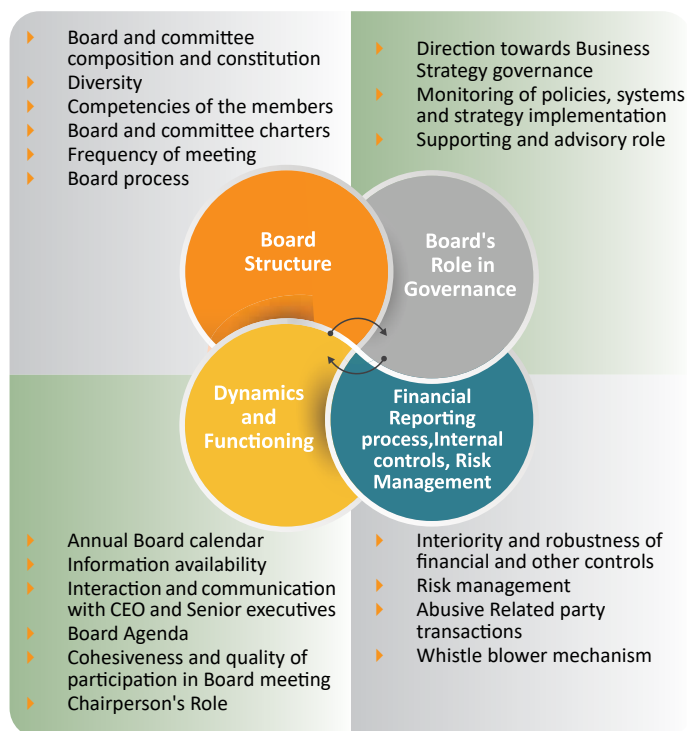 Board and committee
composition and constitution
Diversity
Competencies of the members
Board and committee charters
Frequency of meeting
Board process
Direction towards Business
Strategy governance
Monitoring of policies, systems
and strategy implementation
Supporting and advisory role
Board
Structure
Board's
Role in
Governance
Dynamics
and
Functioning
Financial
Reporting
process,Internal
controls, Risk
Management
Annual Board calendar
Information availability
Interaction and communication
with CEO and Senior executives
Board Agenda
Cohesiveness and quality of
participation in Board meeting
Chairperson's Role
Interiority and robustness of
financial and other controls
Risk management
Abusive Related party
transactions
Whistle blower mechanism